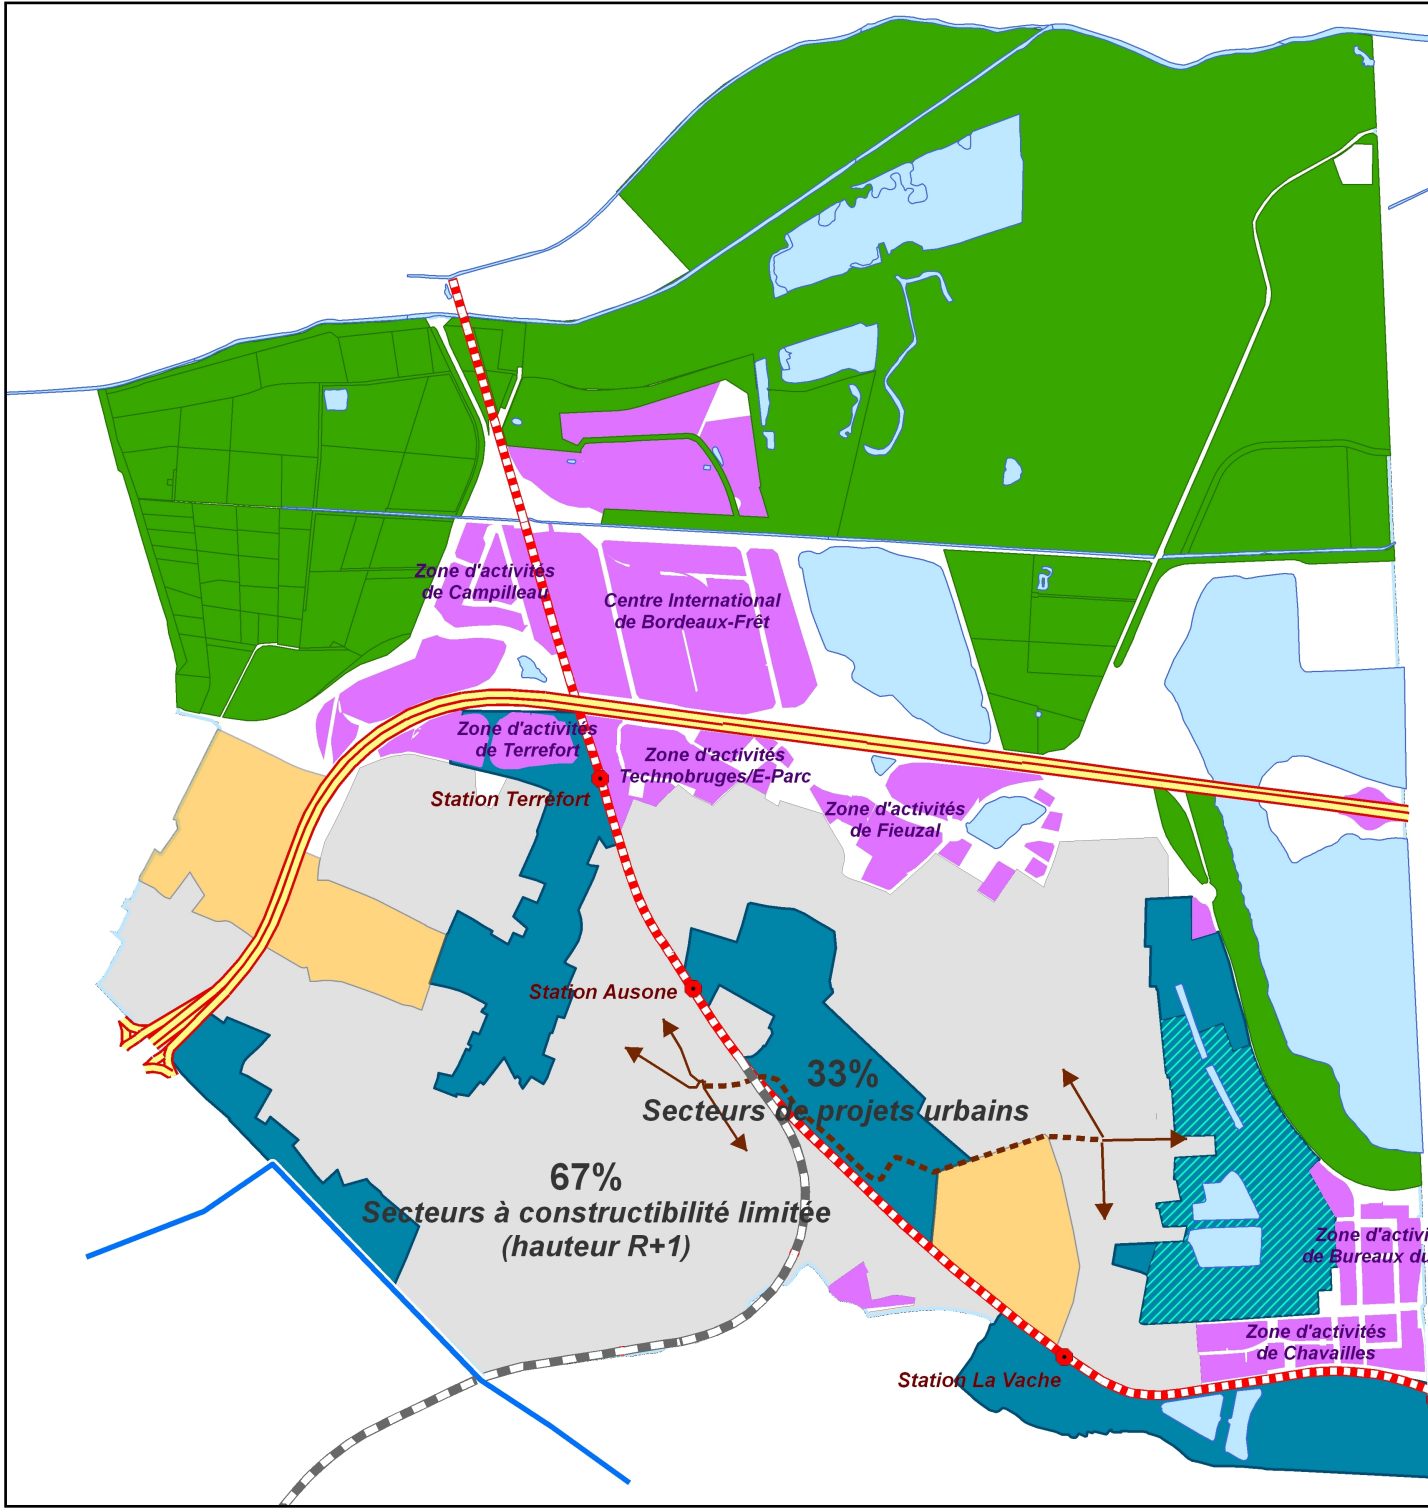 Zone d'activités
de Campilleau
Centre International
de Bordeaux-Frêt
Zone d'activités
de Terrefort
Zone d'activités
Technobruges/E-Parc
Station Terrefort
Zone d'activités
de Fieuzal
Station Ausone
33%
Secteurs de projets urbains
67%
Secteurs à constructibilité limitée
(hauteur R+1)
Zone d'activi
de Bureaux du
Zone d'activités
de Chavailles
Station La Vache